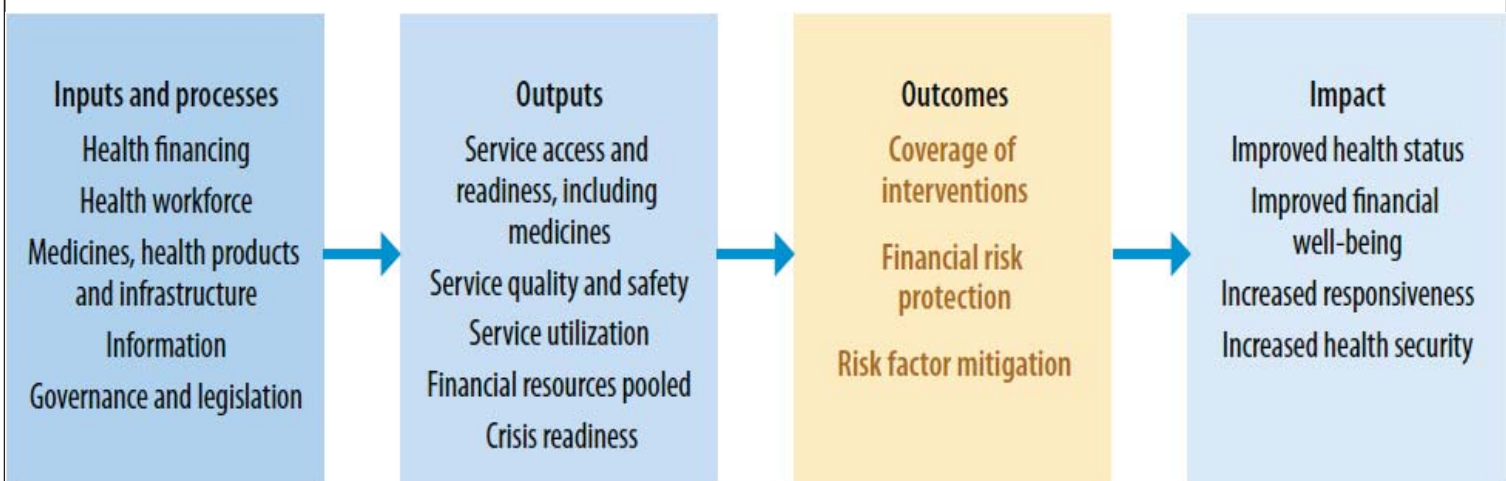 Inputs and processes
Health financing
Health workforce
Medicines, health products
and infrastructure
Information
Governance and legislation
Outputs
Service access and
readiness, including
medicines
Service quality and safety
Service utilization
Financial resources pooled
Crisis readiness
Outcomes
Coverage of
interventions
Financial risk
protection
Risk factor mitigation
Impact
Improved health status
Improved financial
well-being
Increased responsiveness
Increased health security